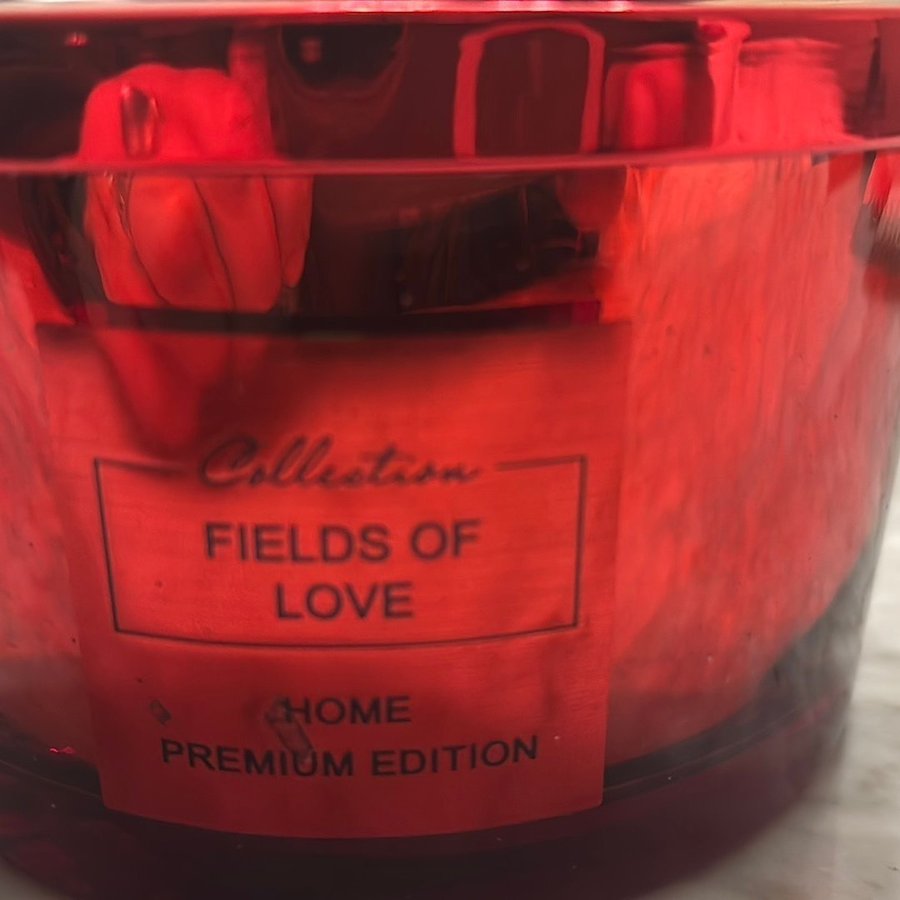 Collection
FIELDS OF
LOVE
HOME
PREMIUM EDITION